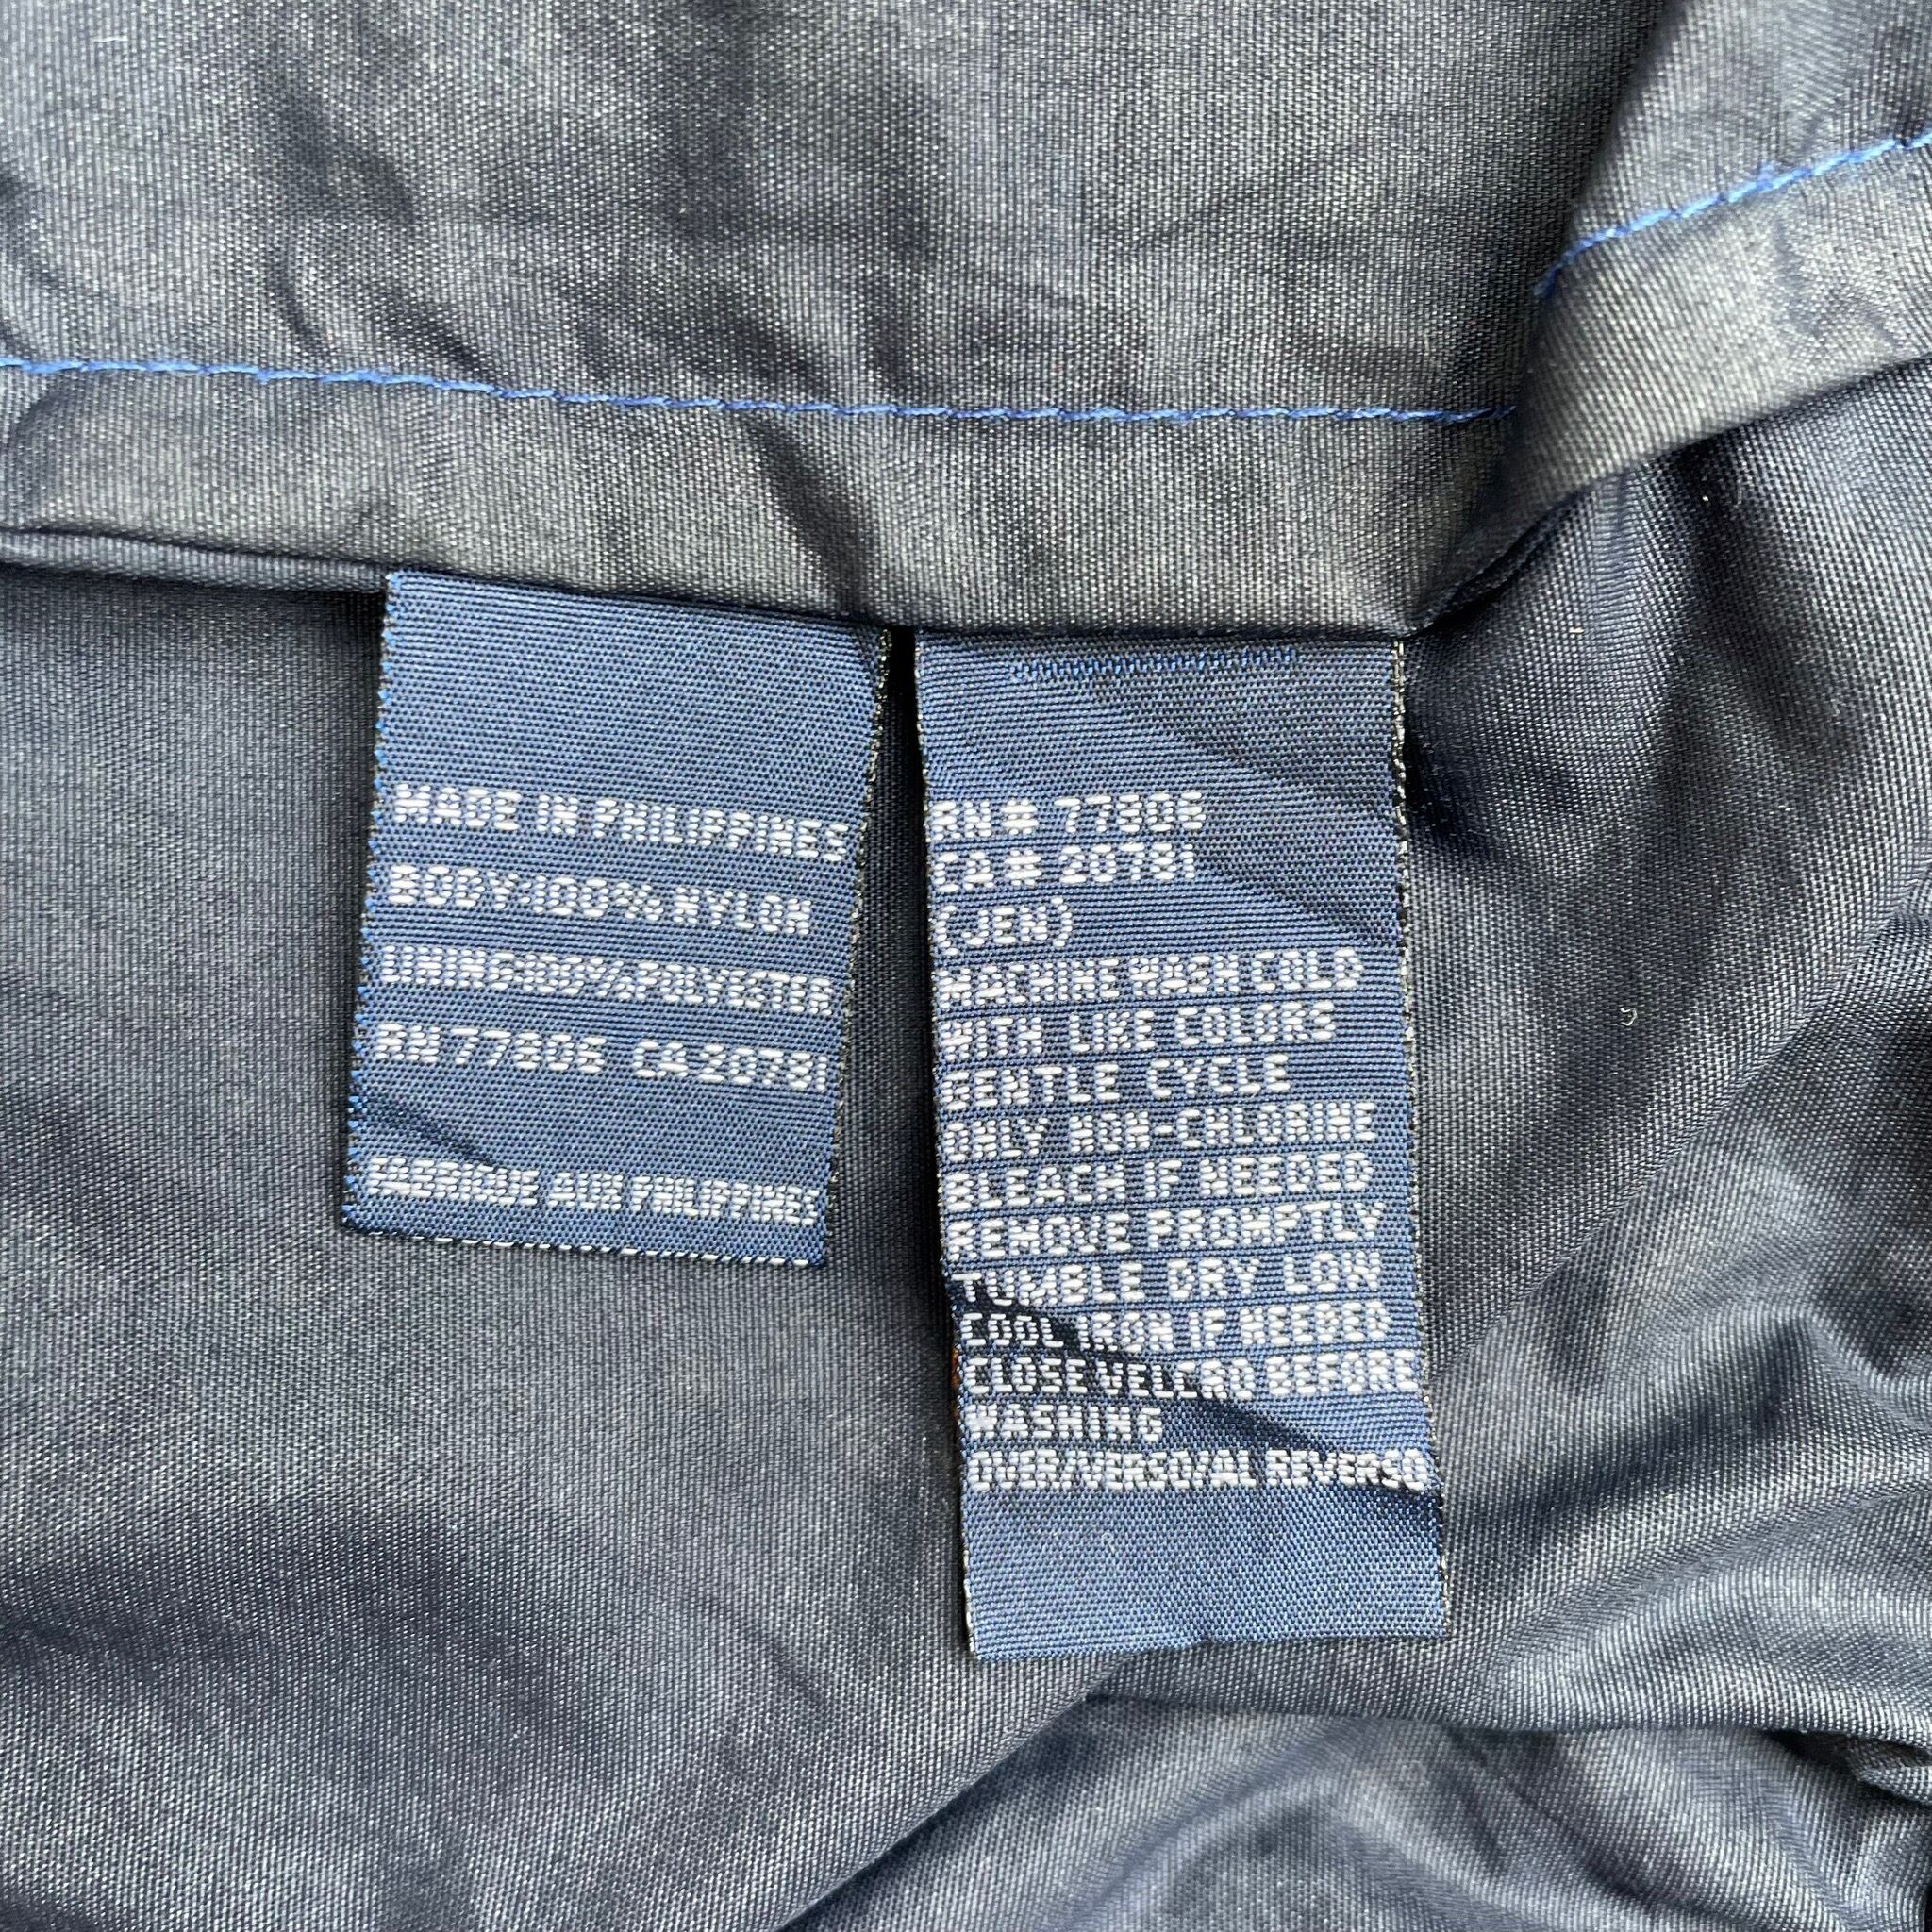 MADE IN PHILIPPINES
BODY:100% NYLON
LINING:100% POLYESTER
RN 77806 CA 20781
FABRIQUE AUX PHILIPPINES
RN # 77806
CA # 20781
(JEN)
MACHINE WASH COLD
WITH LIKE COLORS
GENTLE CYCLE
ONLY NON-CHLORINE
BLEACH IF NEEDED
REMOVE PROMPTLY
TUMBLE DRY LOW
COOL IRON IF NEEDED
CLOSE VELCRO BEFORE
WASHING
OVER/VERSO/AL REVERSO